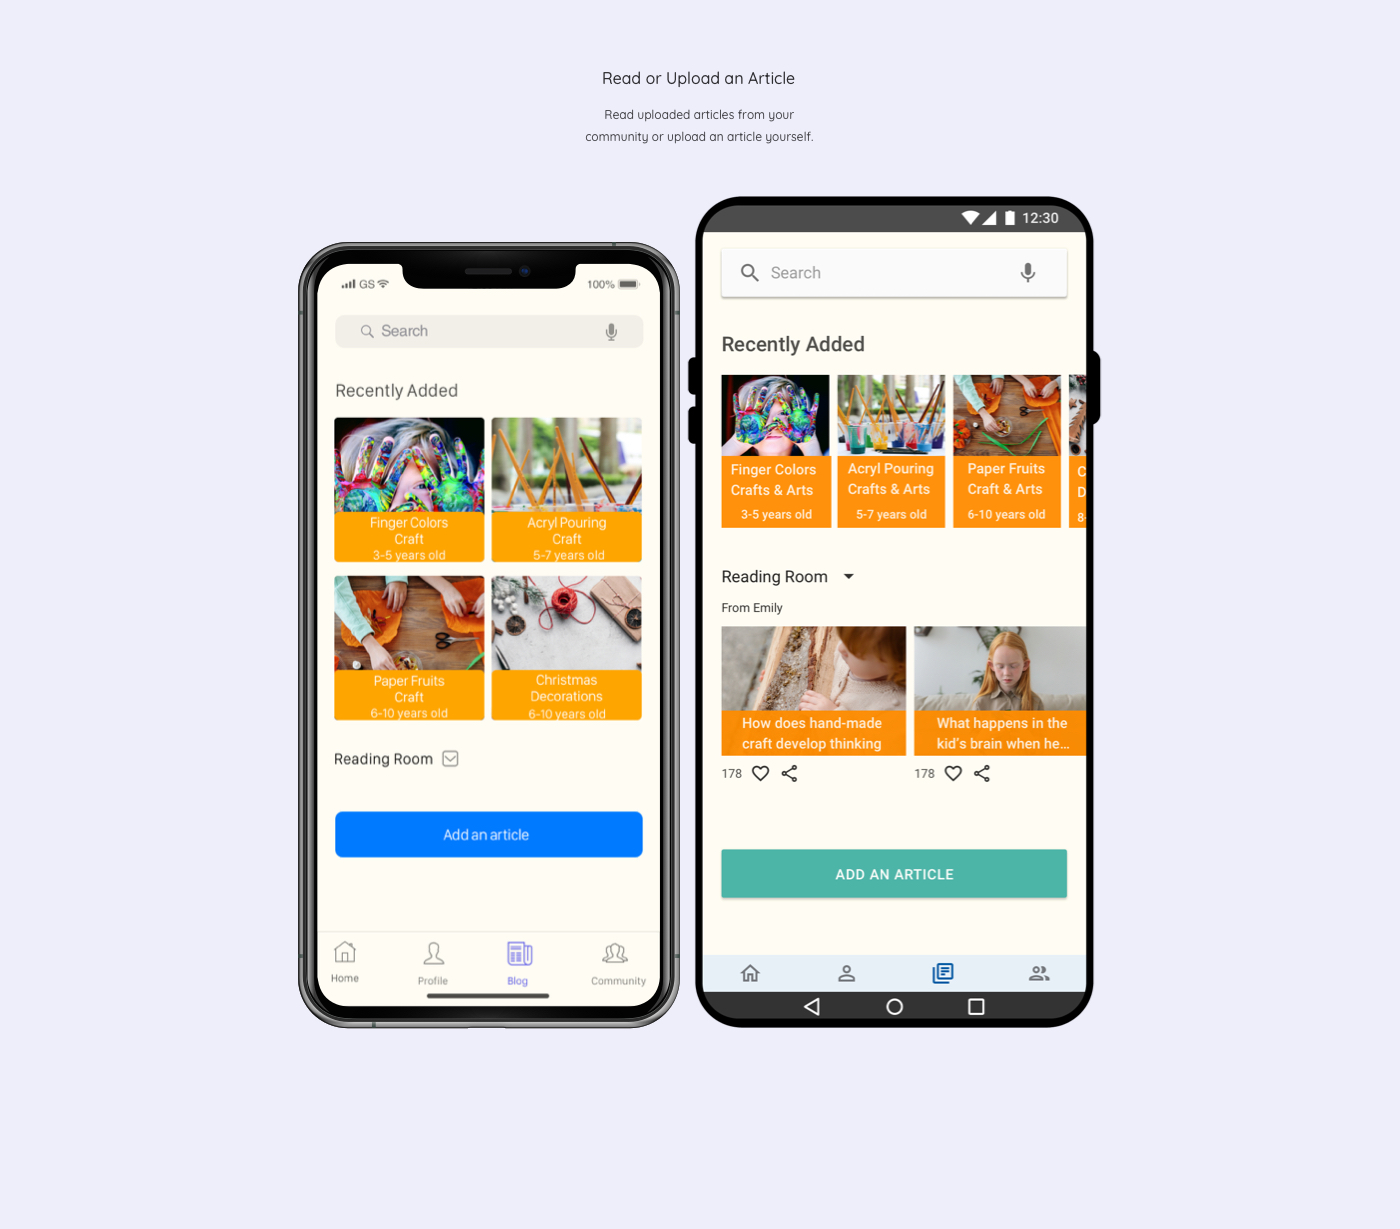 Read or Upload an Article
Read uploaded articles from your
community or upload an article yourself.
GS
100%
Search
Recently Added
Finger Colors
Craft
3-5 years old
Acryl Pouring
Craft
5-7 years old
Paper Fruits
Craft
6-10 years old
Christmas
Decorations
6-10 years old
Reading Room
Add an article
Home
Profile
Blog
Community
12:30
Search
Recently Added
Finger Colors
Crafts & Arts
3-5 years old
Acryl Pouring
Crafts & Arts
5-7 years old
Paper Fruits
Craft & Arts
6-10 years old
C
D
8-
Reading Room
From Emily
How does hand-made
craft develop thinking
178
What happens in the
kid's brain when he...
178
ADD AN ARTICLE